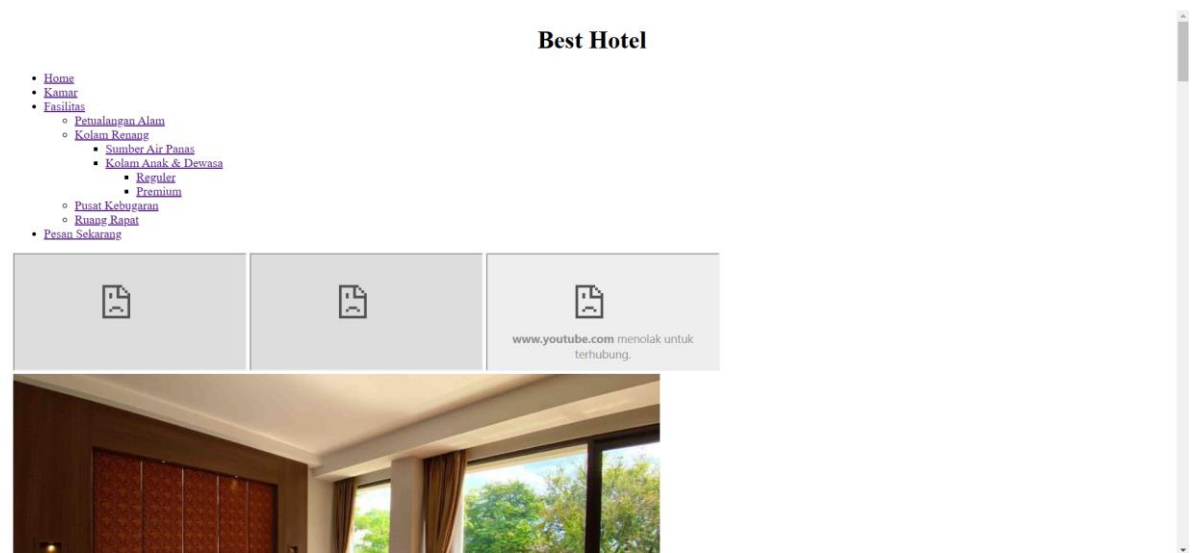 Best Hotel
Home
Kamar
Fasilitas
Petualangan Alam
Kolam Renang
Sumber Air Panas
Kolam Anak & Dewasa
Reguler
Premium
Pusat Kebugaran
Ruang Rapat
Pesan Sekarang
www.youtube.com menolak untuk
terhubung.